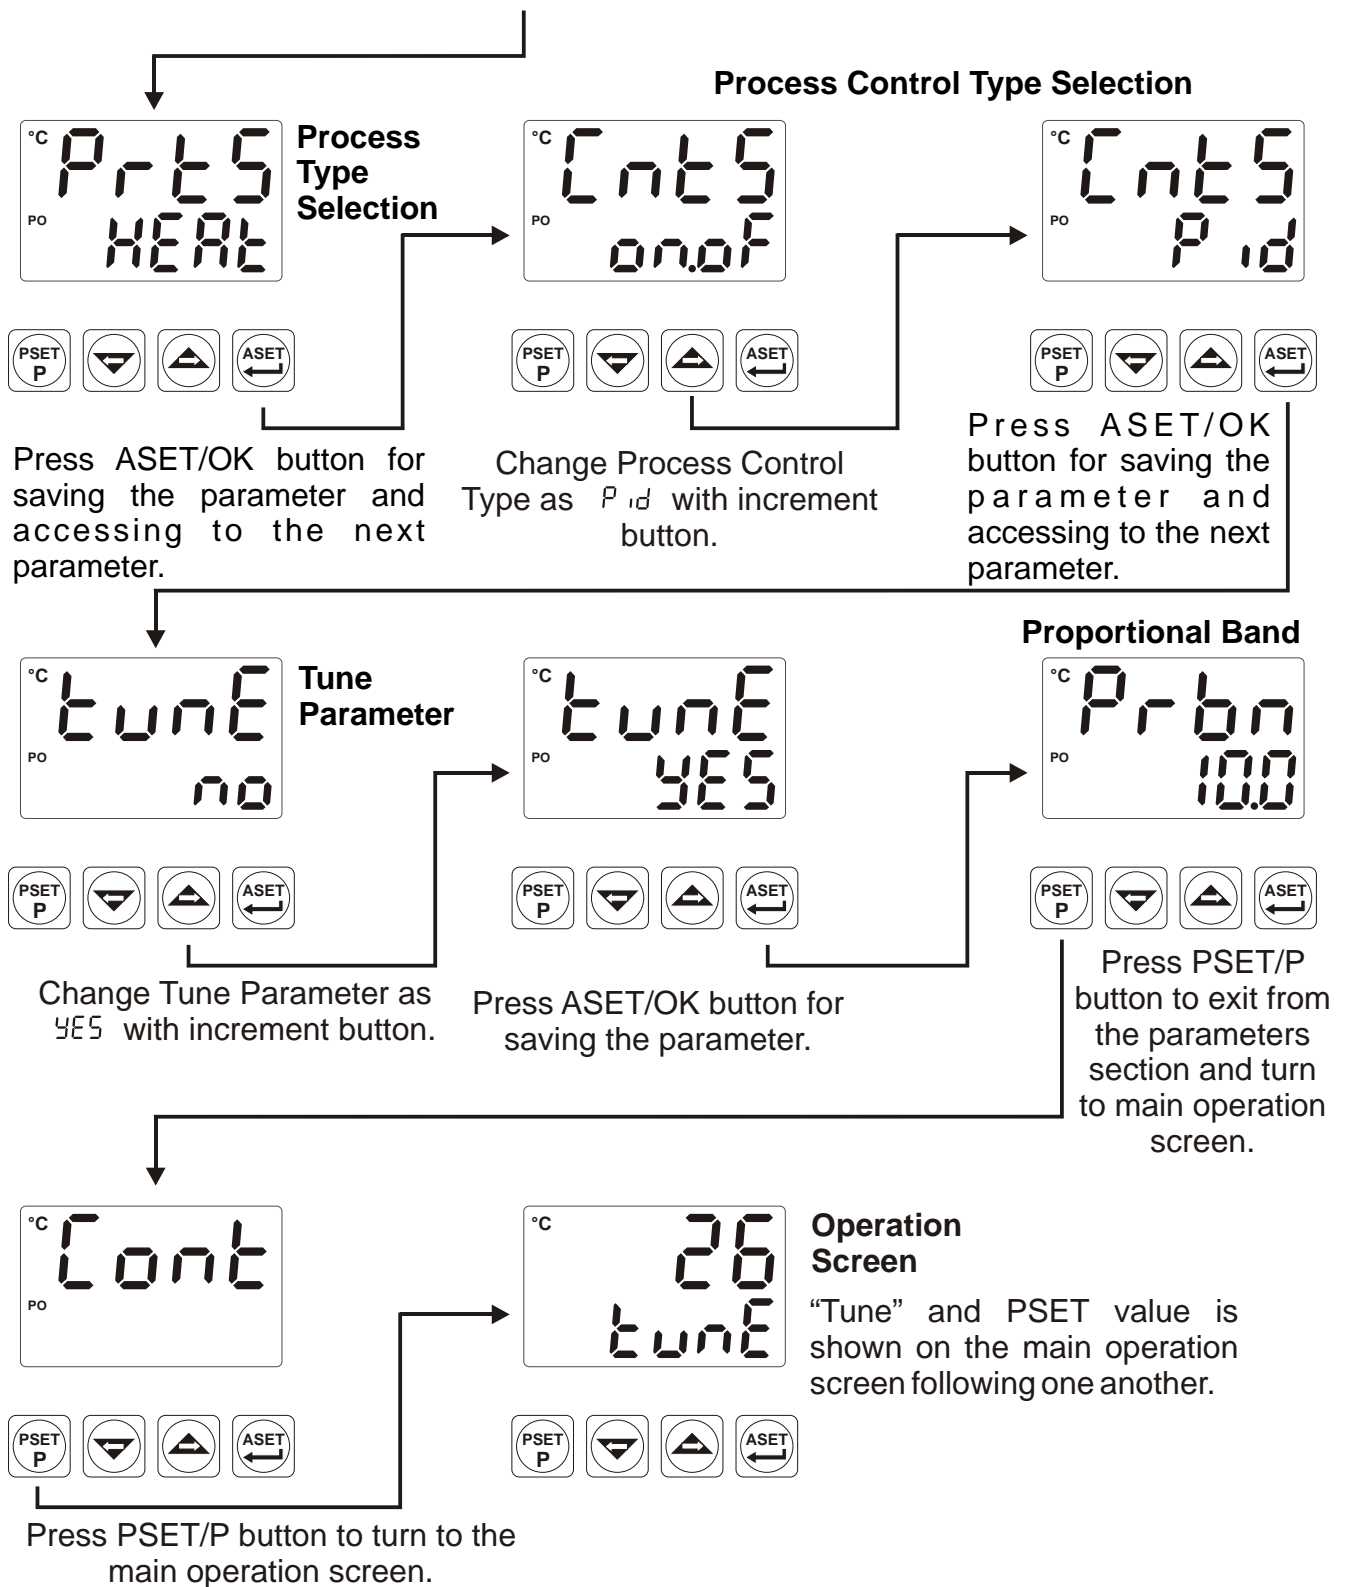 Process Control Type Selection
°C PrtS
PO HEAt
Process
Type
Selection
°C CntS
PO on.oF
°C CntS
PO Pid
PSET P ASET
PSET P ASET
PSET P ASET
Press ASET/OK button for
saving the parameter and
accessing to the next
parameter.
Change Process Control
Type as Pid with increment
button.
Press ASET/OK
button for saving the
parameter and
accessing to the next
parameter.
Proportional Band
°C tunE
PO no
Tune
Parameter
°C tunE
PO YES
°C Prbn
PO 10.0
PSET P ASET
PSET P ASET
PSET P ASET
Change Tune Parameter as
YES with increment button.
Press ASET/OK button for
saving the parameter.
Press PSET/P
button to exit from
the parameters
section and turn
to main operation
screen.
°C Cont
PO
°C 26
tunE
Operation
Screen
“Tune” and PSET value is
shown on the main operation
screen following one another.
PSET P ASET
PSET P ASET
Press PSET/P button to turn to the
main operation screen.